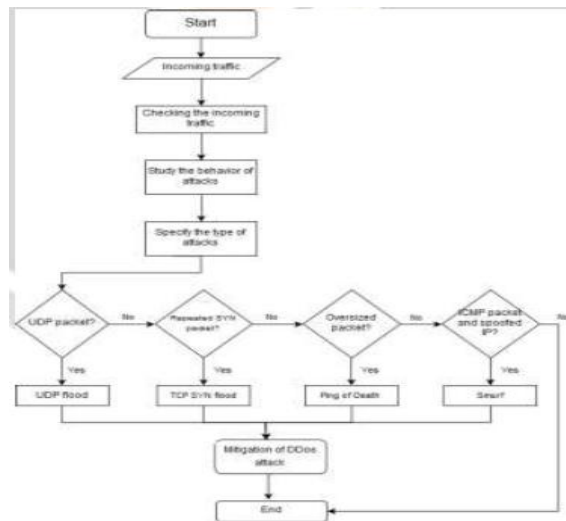 Start
Incoming traffic
Checking the incoming
traffic
Study the behavior of
attacks
Specify the type of
attacks
UDP packet?
No
Repeated SYN
packet?
No
Oversized
packet?
No
ICMP packet
and spoofed
IP?
No
Yes
Yes
Yes
Yes
UDP flood
TCP SYN flood
Ping of Death
Smurf
Mitigation of DDos
attack
End